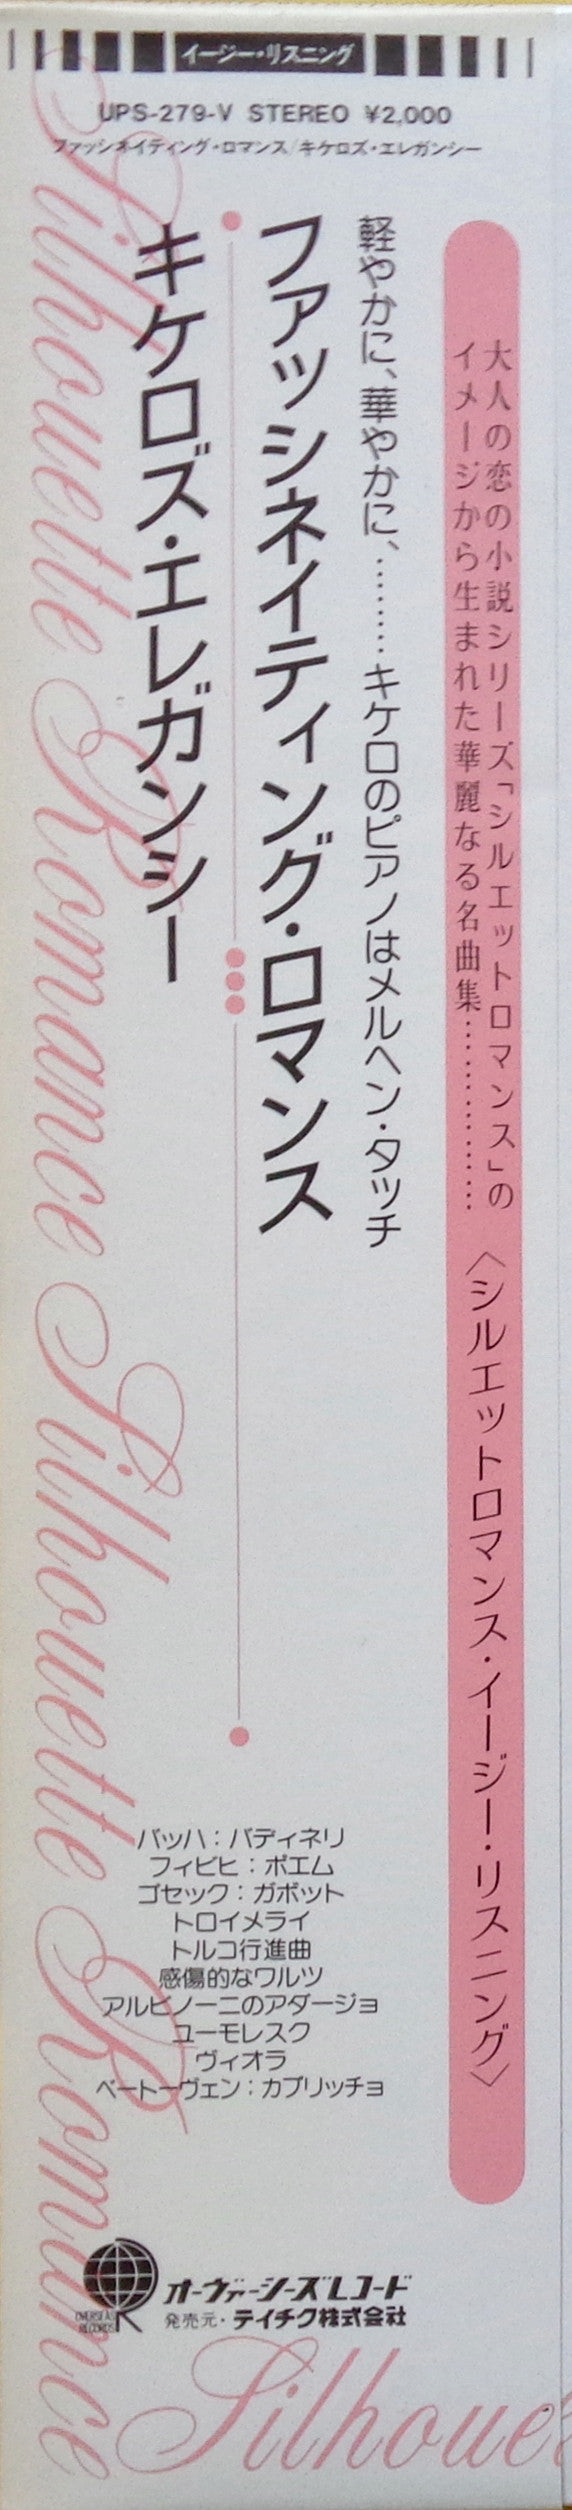 イージー・リスニング
UPS-279-V STEREO ¥2,000
ファッシネイティング・ロマンス/キケロズ・エレガンシー
大人の恋の小説シリーズ「シルエットロマンス」の
イメージから生まれた華麗なる名曲集……………
〈シルエットロマンス・イージー・リスニング〉
軽やかに、華やかに、………キケロのピアノはメルヘン・タッチ
ファッシネイティング・ロマンス
キケロズ・エレガンシー
Silhouette Romance Silhouette Romance
バッハ：バディネリ
フィビヒ：ポエム
ゴセック：ガボット
トロイメライ
トルコ行進曲
感傷的なワルツ
アルビノーニのアダージョ
ユーモレスク
ヴィオラ
ベートーヴェン：カプリッチョ
OVERSEAS
RECORDS
オーヴァーシーズレコード
発売元・テイチク株式会社
Silhoue